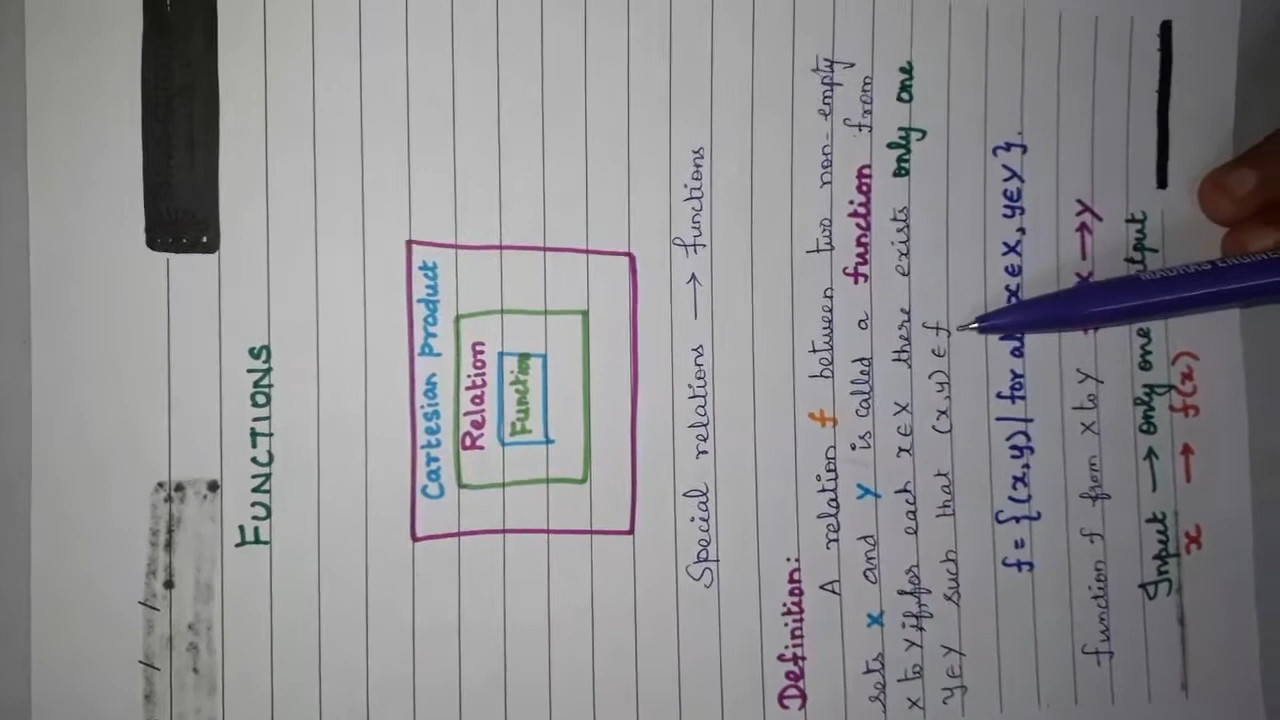 FUNCTIONS
Cartesian product
Relation
Function
Special relations → functions
Definition:
A relation f between two non-empty
sets X and Y is called a function from
X to Y if, for each x∈X there exists only one
y∈Y such that (x,y)∈f
f={(x,y)| for all x∈X, y∈Y}.
function f from X to Y x→y
Input → only one
x → f(x)
MADRAS ENGINE